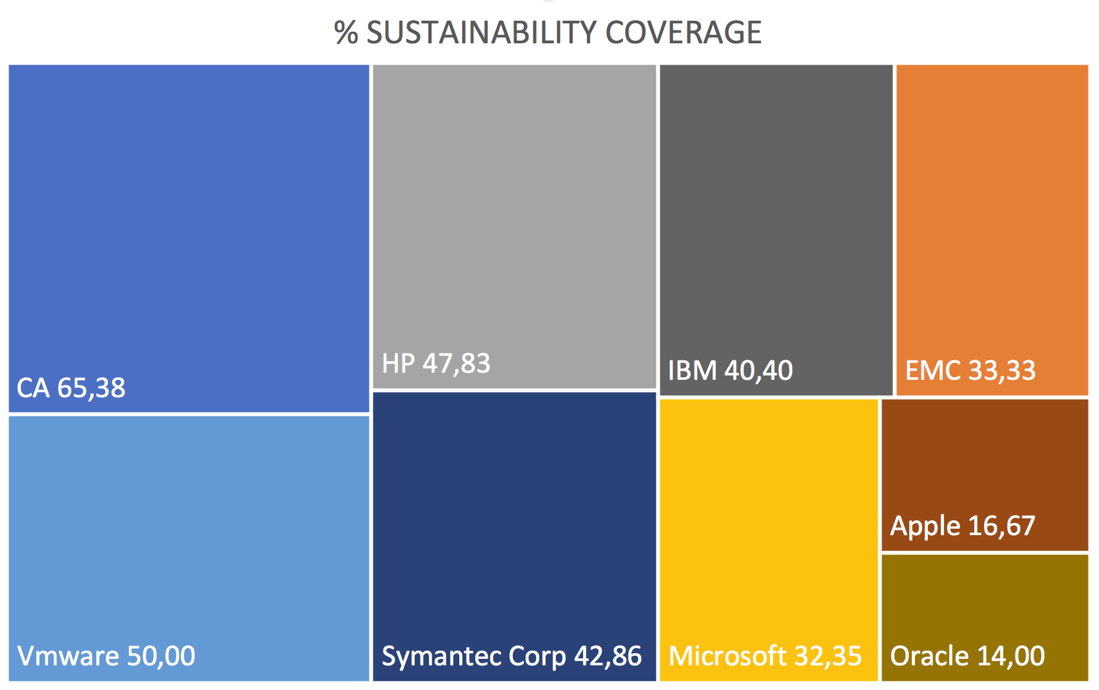 % SUSTAINABILITY COVERAGE
CA 65,38
Vmware 50,00
HP 47,83
Symantec Corp 42,86
IBM 40,40
EMC 33,33
Microsoft 32,35
Apple 16,67
Oracle 14,00